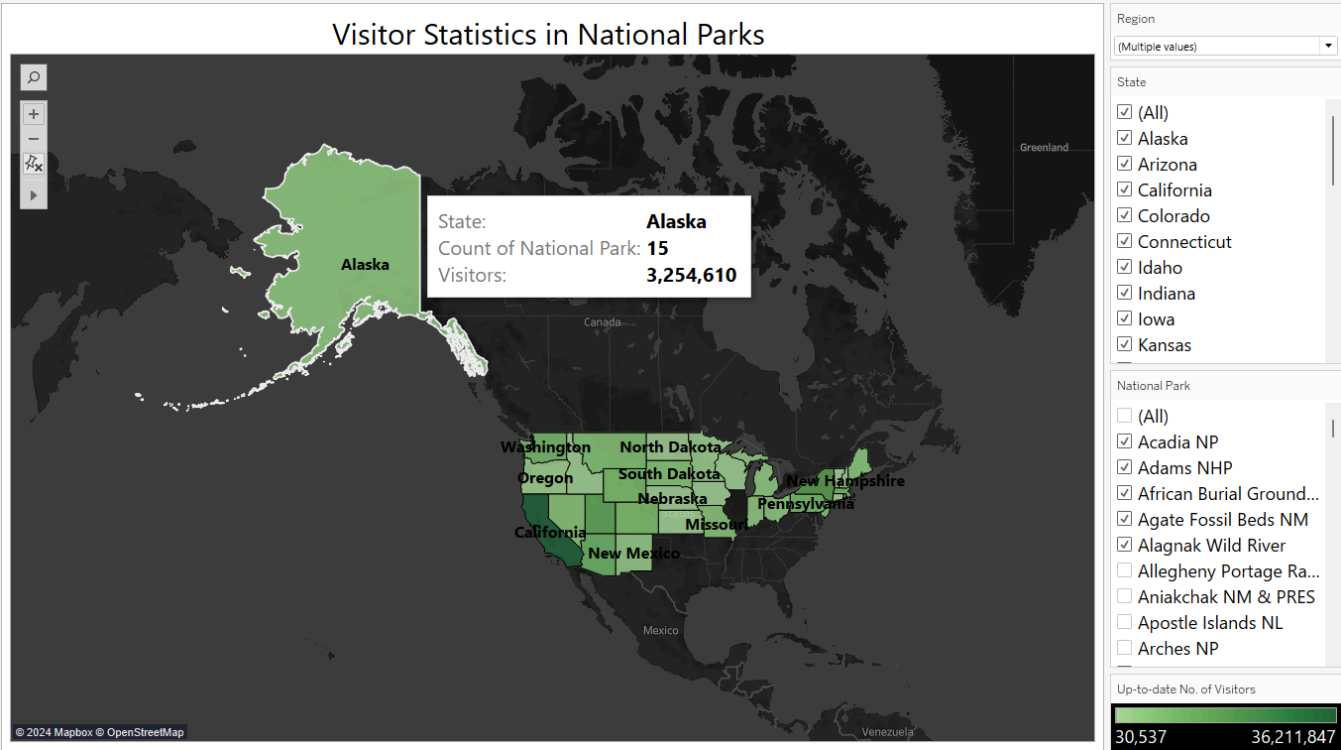 Visitor Statistics in National Parks
Greenland
Alaska
State: Alaska
Count of National Park: 15
Visitors: 3,254,610
Canada
Washington
North Dakota
Oregon
South Dakota
New Hampshire
Nebraska
Pennsylvania
Missouri
California
New Mexico
Mexico
Venezuela
© 2024 Mapbox © OpenStreetMap
Region
(Multiple values)
State
(All)
Alaska
Arizona
California
Colorado
Connecticut
Idaho
Indiana
Iowa
Kansas
National Park
(All)
Acadia NP
Adams NHP
African Burial Ground...
Agate Fossil Beds NM
Alagnak Wild River
Allegheny Portage Ra...
Aniakchak NM & PRES
Apostle Islands NL
Arches NP
Up-to-date No. of Visitors
30,537 36,211,847